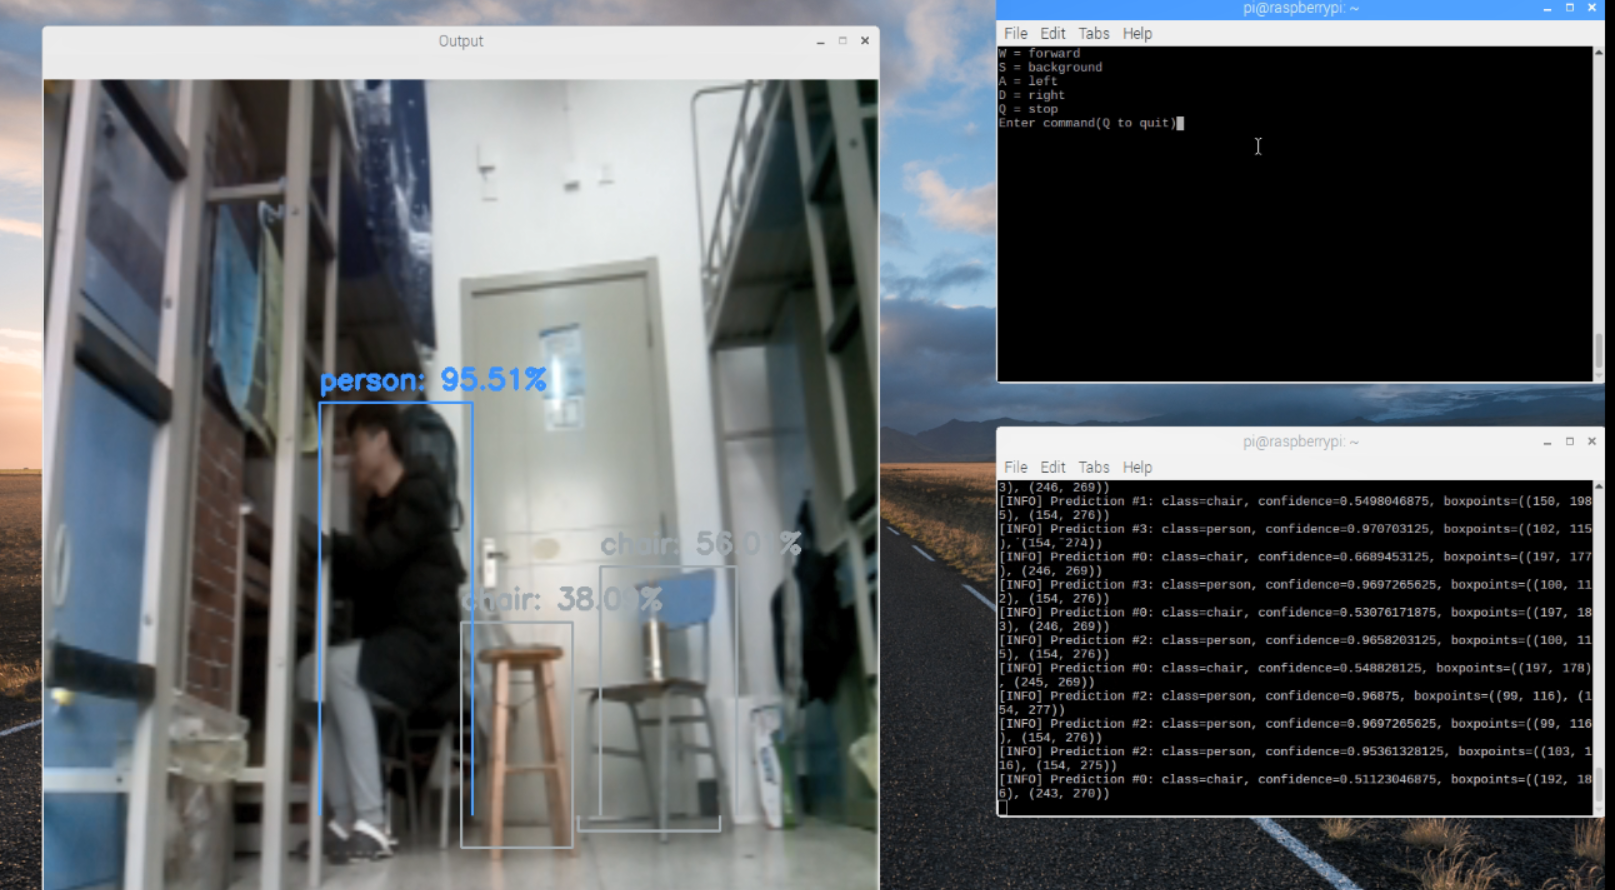 Output
person: 95.51%
chair: 56.0 %
chair: 38.09%
pi@raspberrypi: ~
File Edit Tabs Help
W = forward
S = background
A = left
D = right
Q = stop
Enter command(Q to quit)
pi@raspberrypi: ~
File Edit Tabs Help
3), (246, 269))
[INFO] Prediction #1: class=chair, confidence=0.5498046875, boxpoints=((150, 198
5), (154, 276))
[INFO] Prediction #3: class=person, confidence=0.970703125, boxpoints=((102, 115
), (154, 274))
[INFO] Prediction #0: class=chair, confidence=0.6689453125, boxpoints=((197, 177
), (246, 269))
[INFO] Prediction #3: class=person, confidence=0.9697265625, boxpoints=((100, 11
2), (154, 276))
[INFO] Prediction #0: class=chair, confidence=0.53076171875, boxpoints=((197, 18
3), (246, 269))
[INFO] Prediction #2: class=person, confidence=0.9658203125, boxpoints=((100, 11
5), (154, 276))
[INFO] Prediction #0: class=chair, confidence=0.548828125, boxpoints=((197, 178)
, (245, 269))
[INFO] Prediction #2: class=person, confidence=0.96875, boxpoints=((99, 116), (1
54, 277))
[INFO] Prediction #2: class=person, confidence=0.9697265625, boxpoints=((99, 116
), (154, 276))
[INFO] Prediction #2: class=person, confidence=0.95361328125, boxpoints=((103, 1
16), (154, 275))
[INFO] Prediction #0: class=chair, confidence=0.51123046875, boxpoints=((192, 18
6), (243, 270))